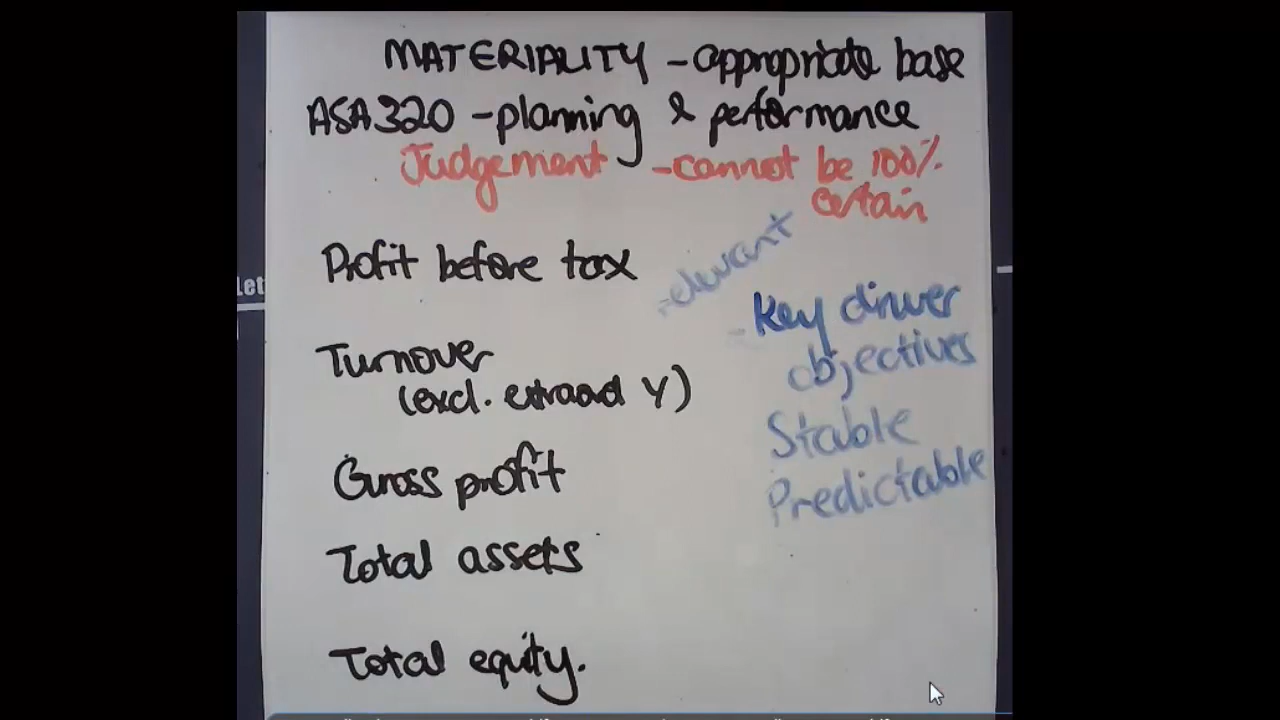 MATERIALITY - appropriate base
ASA320 - planning & performance
Judgement - cannot be 100%
certain
Profit before tax
- relevant
- Key driver
objectives
Turnover
(excl. extraord Y)
Stable
Gross profit
Predictable
Total assets
Total equity.
Let